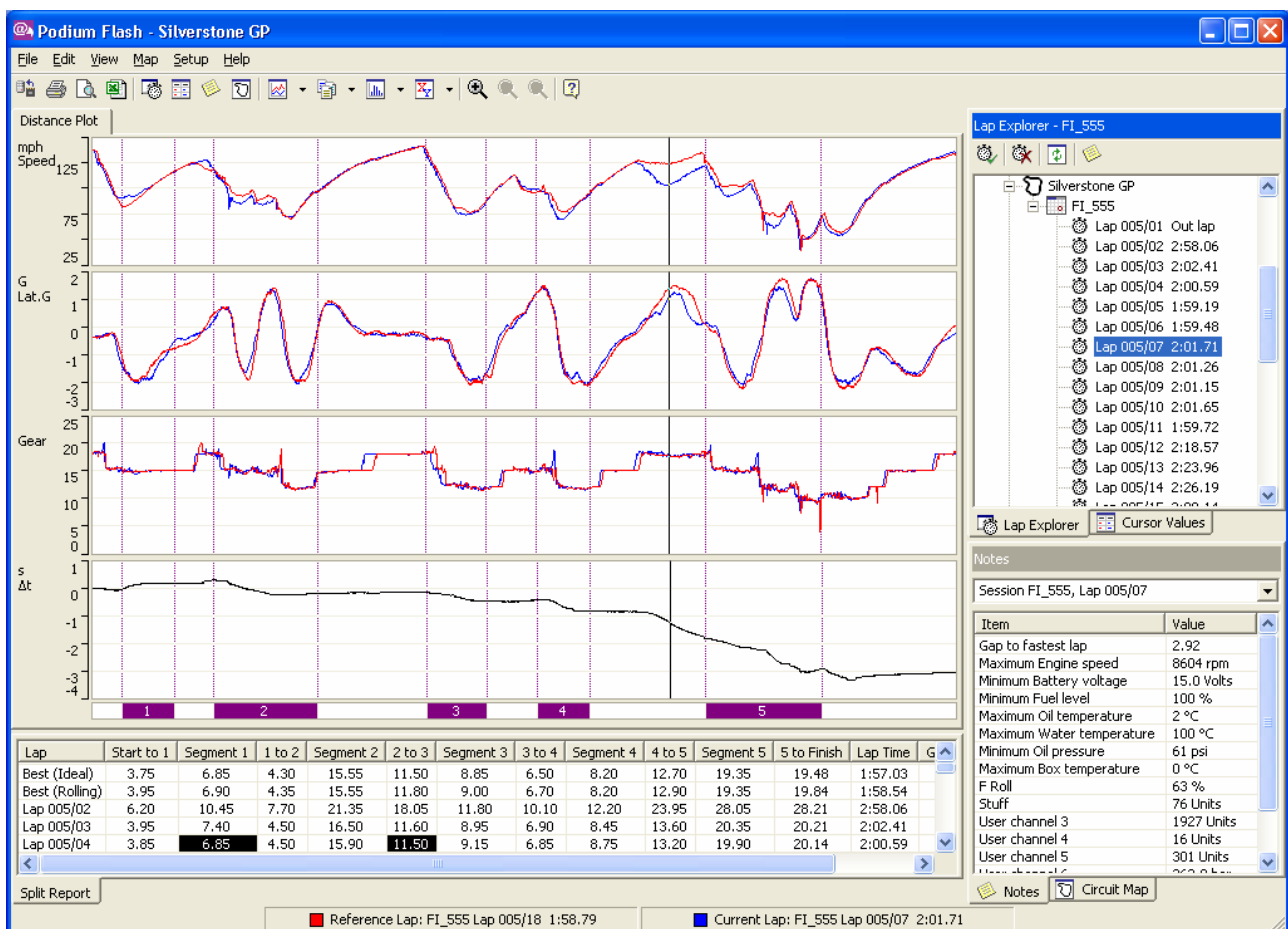 Podium Flash - Silverstone GP
File Edit View Map Setup Help
Distance Plot
mph
Speed
125
75
25
G
Lat.G
2
1
0
-1
-2
-3
Gear
25
20
15
10
5
0
s
Δt
1
0
-1
-2
-3
-4
1 2 3 4 5
Lap Start to 1 Segment 1 1 to 2 Segment 2 2 to 3 Segment 3 3 to 4 Segment 4 4 to 5 Segment 5 5 to Finish Lap Time G
Best (Ideal) 3.75 6.85 4.30 15.55 11.50 8.85 6.50 8.20 12.70 19.35 19.48 1:57.03
Best (Rolling) 3.95 6.90 4.35 15.55 11.80 9.00 6.70 8.20 12.90 19.35 19.84 1:58.54
Lap 005/02 6.20 10.45 7.70 21.35 18.05 11.80 10.10 12.20 23.95 28.05 28.21 2:58.06
Lap 005/03 3.95 7.40 4.50 16.50 11.60 8.95 6.90 8.45 13.60 20.35 20.21 2:02.41
Lap 005/04 3.85 6.85 4.50 15.90 11.50 9.15 6.85 8.75 13.20 19.90 20.14 2:00.59
Split Report
Lap Explorer - FI_555
Silverstone GP
FI_555
Lap 005/01 Out lap
Lap 005/02 2:58.06
Lap 005/03 2:02.41
Lap 005/04 2:00.59
Lap 005/05 1:59.19
Lap 005/06 1:59.48
Lap 005/07 2:01.71
Lap 005/08 2:01.26
Lap 005/09 2:01.15
Lap 005/10 2:01.65
Lap 005/11 1:59.72
Lap 005/12 2:18.57
Lap 005/13 2:23.96
Lap 005/14 2:26.19
Lap Explorer Cursor Values
Notes
Session FI_555, Lap 005/07
Item Value
Gap to fastest lap 2.92
Maximum Engine speed 8604 rpm
Minimum Battery voltage 15.0 Volts
Minimum Fuel level 100 %
Maximum Oil temperature 2 °C
Maximum Water temperature 100 °C
Minimum Oil pressure 61 psi
Maximum Box temperature 0 °C
F Roll 63 %
Stuff 76 Units
User channel 3 1927 Units
User channel 4 16 Units
User channel 5 301 Units
Notes Circuit Map
Reference Lap: FI_555 Lap 005/18 1:58.79
Current Lap: FI_555 Lap 005/07 2:01.71